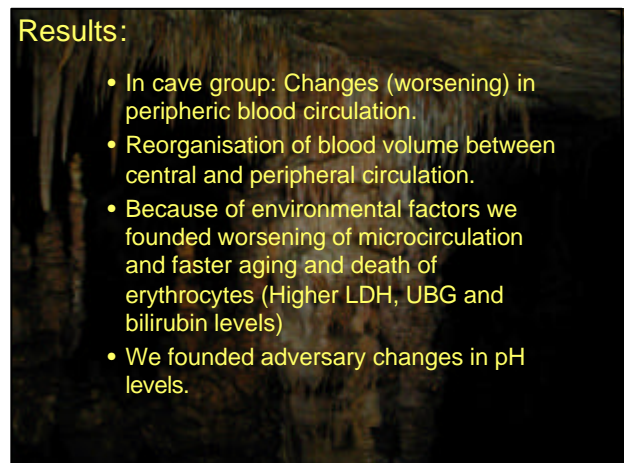 Results:
• In cave group: Changes (worsening) in
peripheric blood circulation.
• Reorganisation of blood volume between
central and peripheral circulation.
• Because of environmental factors we
founded worsening of microcirculation
and faster aging and death of
erythrocytes (Higher LDH, UBG and
bilirubin levels)
• We founded adversary changes in pH
levels.